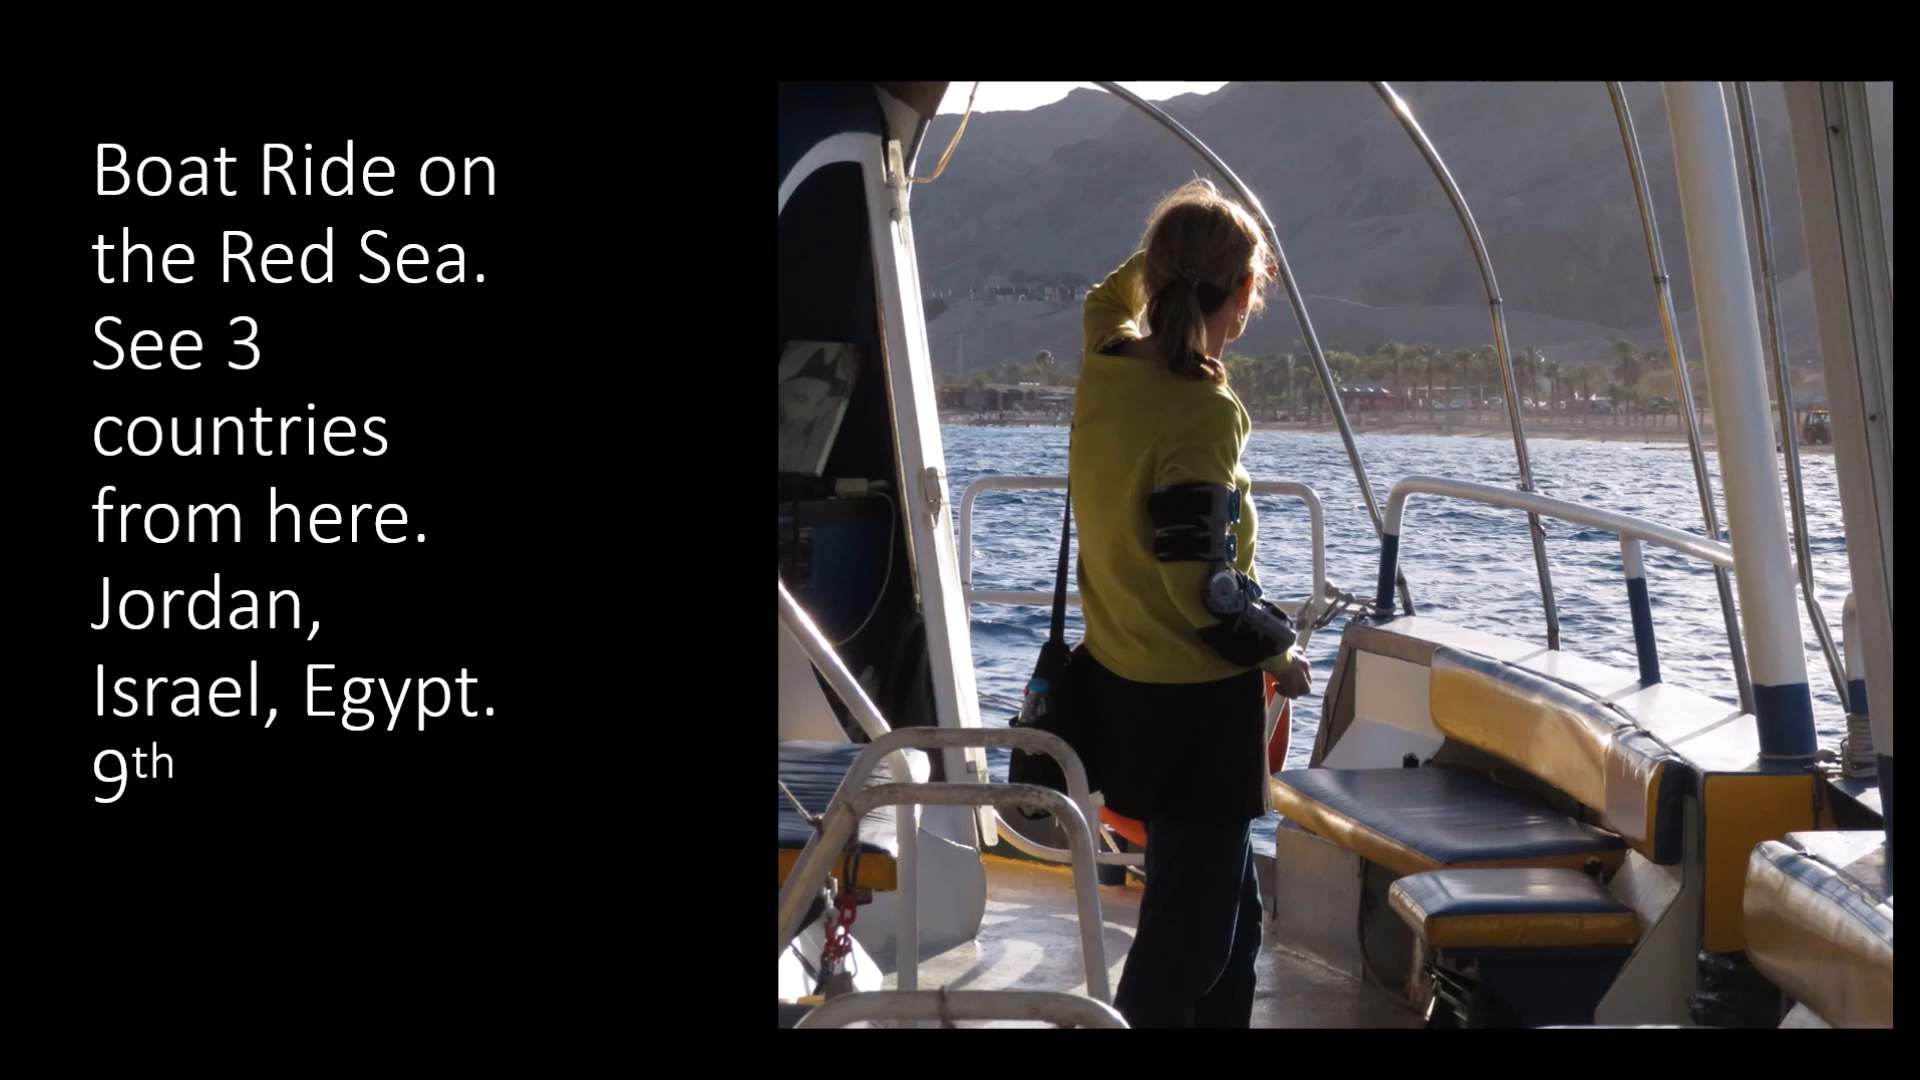 Boat Ride on
the Red Sea.
See 3
countries
from here.
Jordan,
Israel, Egypt.
9th